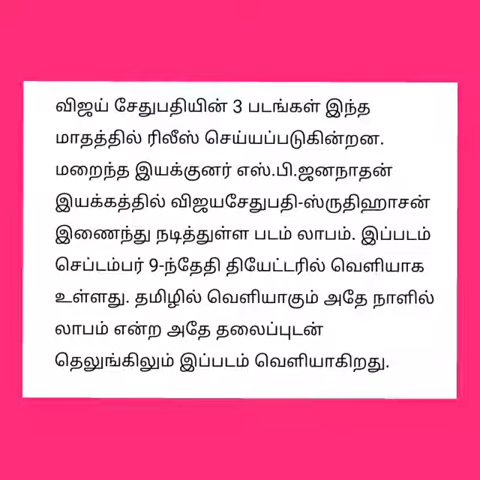 விஜய் சேதுபதியின் 3 படங்கள் இந்த
மாதத்தில் ரிலீஸ் செய்யப்படுகின்றன.
மறைந்த இயக்குனர் எஸ்.பி.ஜனநாதன்
இயக்கத்தில் விஜயசேதுபதி-ஸ்ருதிஹாசன்
இணைந்து நடித்துள்ள படம் லாபம். இப்படம்
செப்டம்பர் 9-ந்தேதி தியேட்டரில் வெளியாக
உள்ளது. தமிழில் வெளியாகும் அதே நாளில்
லாபம் என்ற அதே தலைப்புடன்
தெலுங்கிலும் இப்படம் வெளியாகிறது.